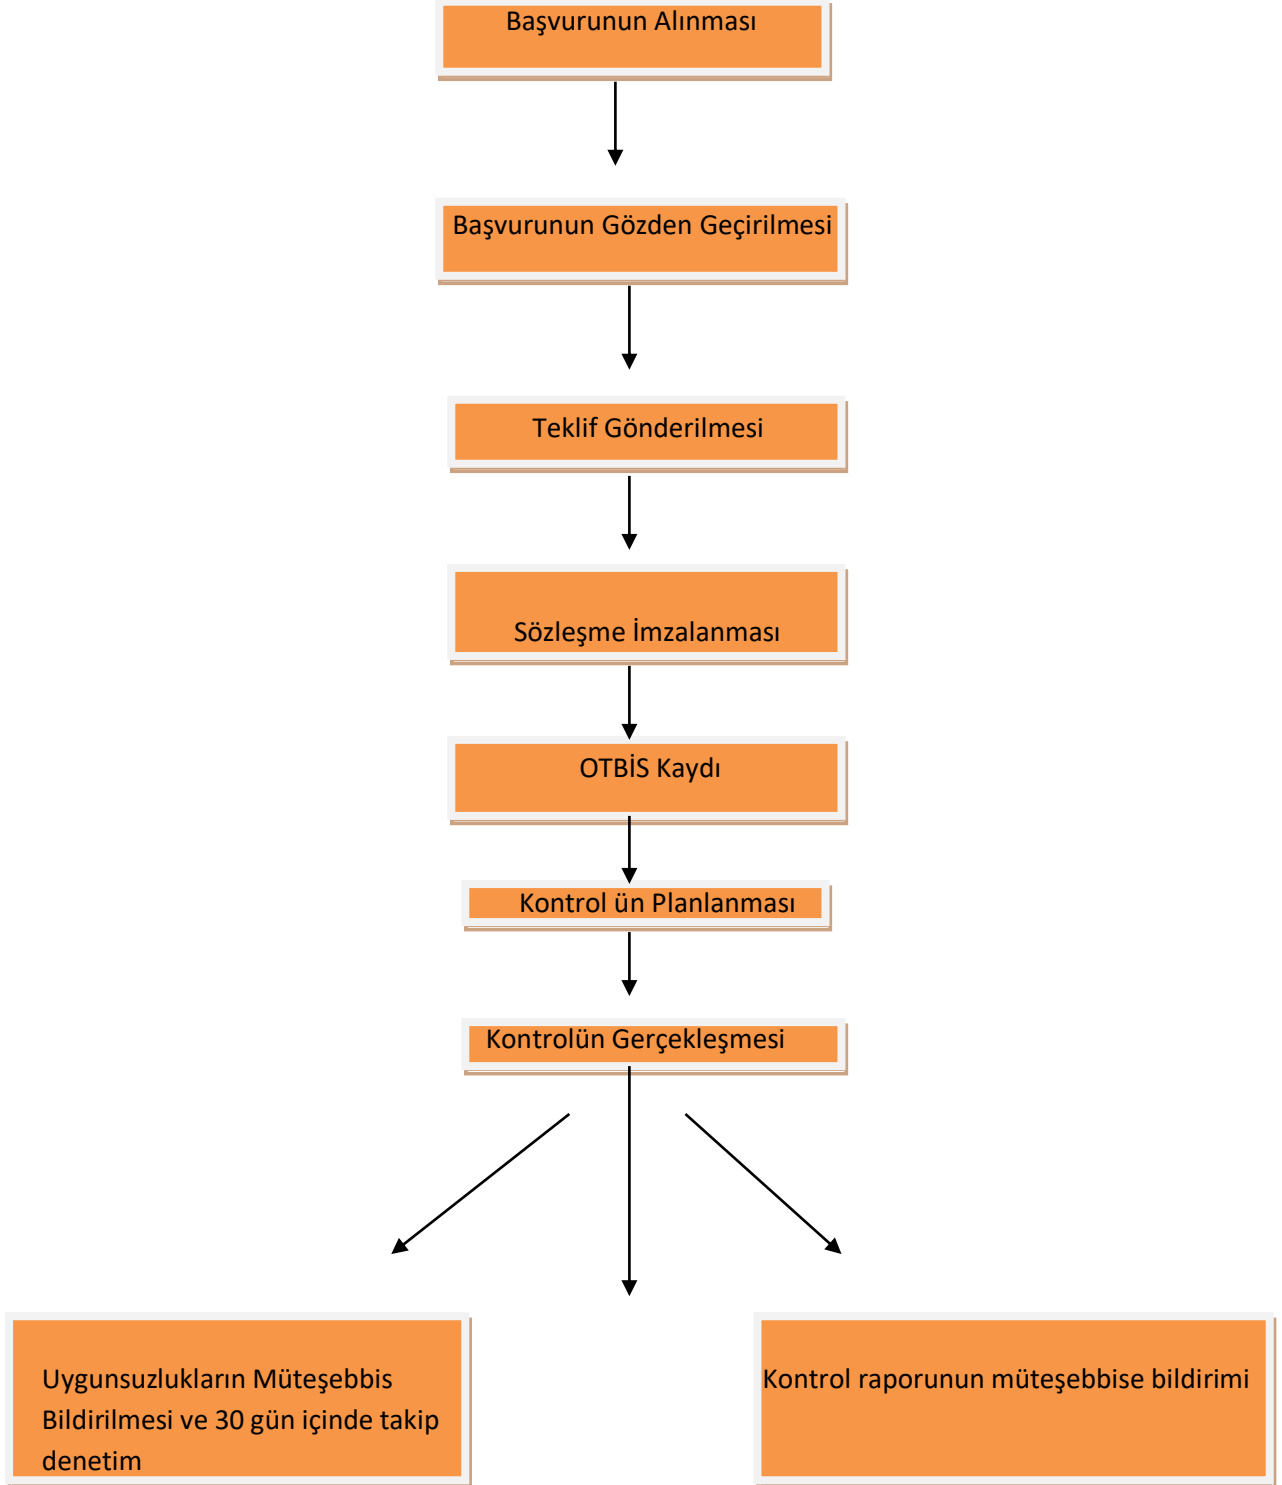 Başvurunun Alınması
Başvurunun Gözden Geçirilmesi
Teklif Gönderilmesi
Sözleşme İmzalanması
OTBİS Kaydı
Kontrol ün Planlanması
Kontrolün Gerçekleşmesi
Uygunsuzlukların Müteşebbis
Bildirilmesi ve 30 gün içinde takip
denetim
Kontrol raporunun müteşebbise bildirimi